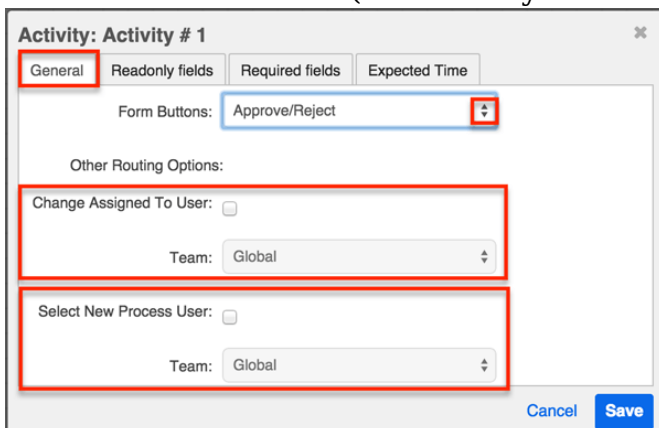 Activity: Activity # 1
General Readonly fields Required fields Expected Time
Form Buttons: Approve/Reject
Other Routing Options:
Change Assigned To User:
Team: Global
Select New Process User:
Team: Global
Cancel Save